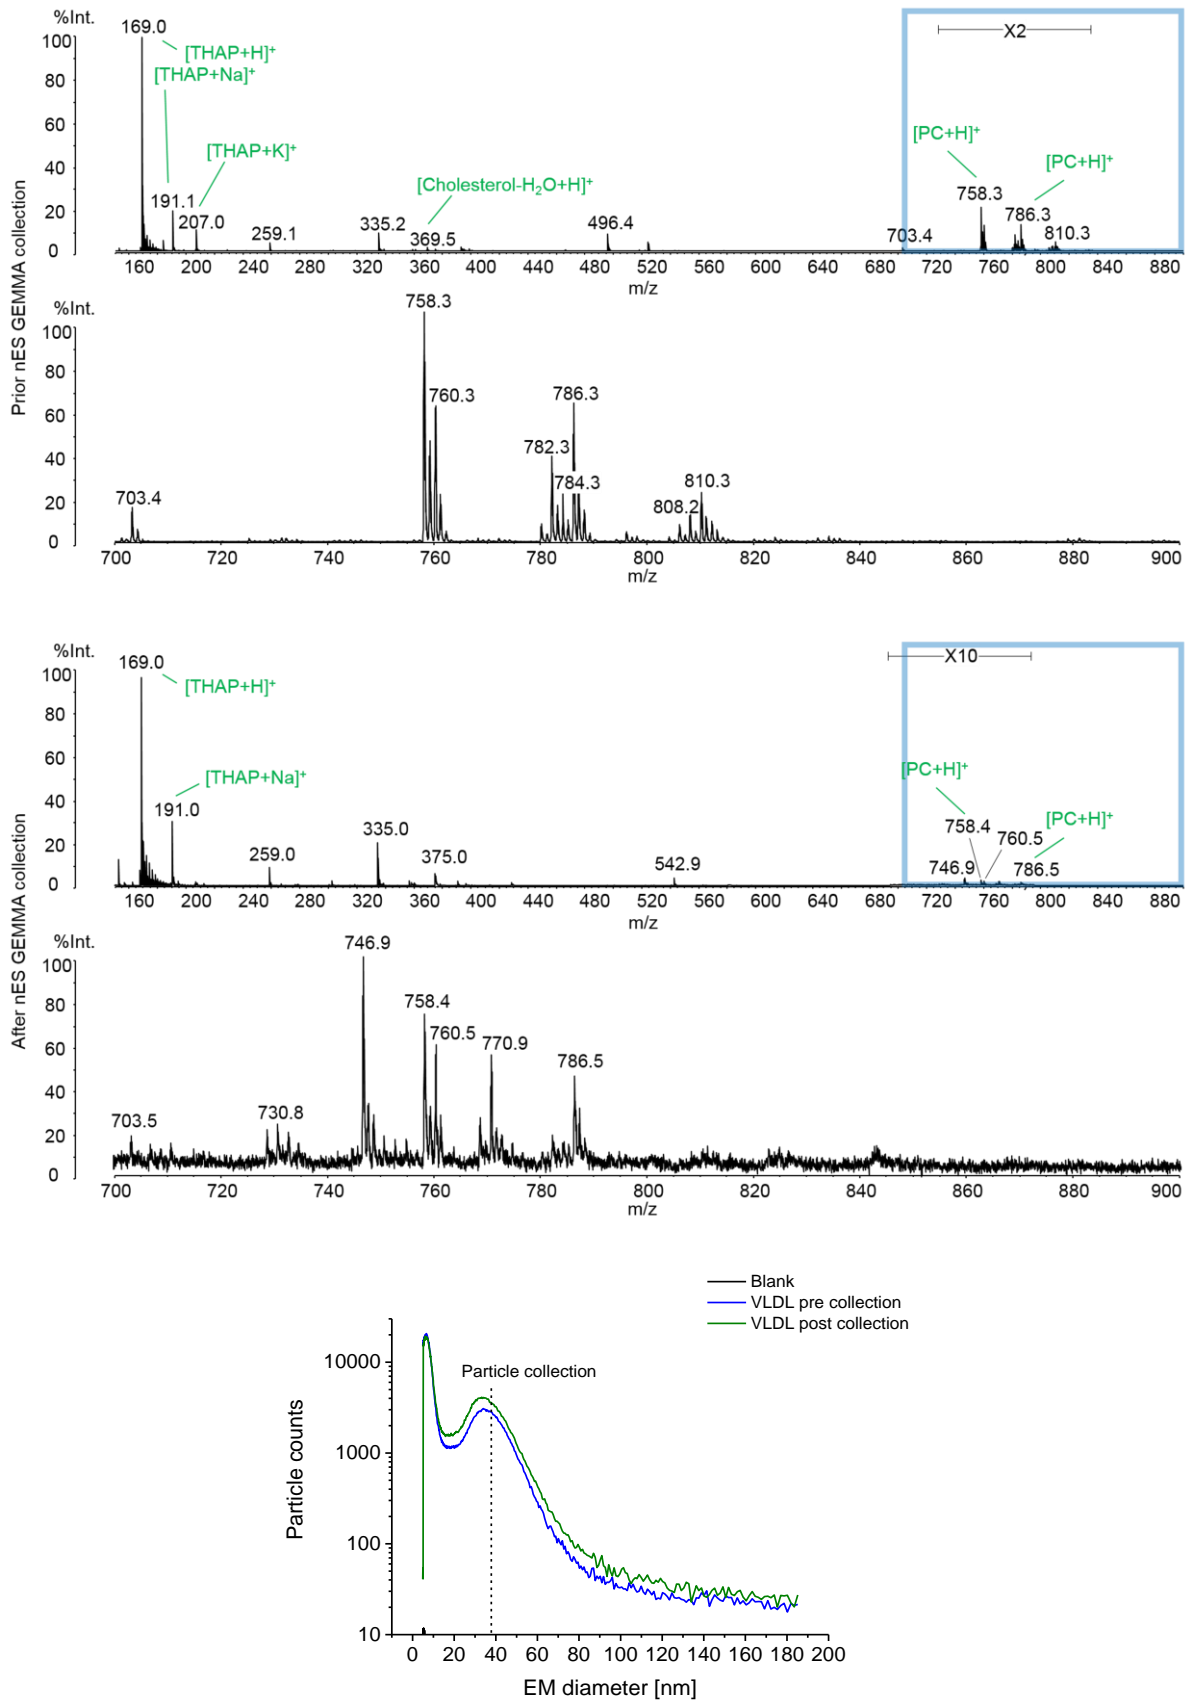 %Int.
169.0
X2
100
[THAP+H]⁺
[THAP+Na]⁺
80
60
[PC+H]⁺
[THAP+K]⁺
[PC+H]⁺
40
[Cholesterol-H₂O+H]⁺
758.3
20
191.1
207.0
259.1
335.2
369.5
496.4
703.4
786.3
810.3
0
160 200 240 280 320 360 400 440 480 520 560 600 640 680 720 760 800 840 880
m/z
Prior nES GEMMA collection
%Int.
758.3
100
80
760.3
786.3
60
782.3
40
784.3
810.3
703.4
808.2
20
0
700 720 740 760 780 800 820 840 860 880 900
m/z
%Int.
169.0
X10
100
[THAP+H]⁺
80
60
[THAP+Na]⁺
[PC+H]⁺
40
191.0
335.0
758.4
760.5
[PC+H]⁺
20
259.0
375.0
542.9
746.9
786.5
0
160 200 240 280 320 360 400 440 480 520 560 600 640 680 720 760 800 840 880
m/z
After nES GEMMA collection
%Int.
746.9
100
758.4
80
760.5
770.9
60
786.5
40
703.5
730.8
20
0
700 720 740 760 780 800 820 840 860 880 900
m/z
Blank
VLDL pre collection
VLDL post collection
Particle collection
10000
1000
100
10
Particle counts
0 20 40 60 80 100 120 140 160 180 200
EM diameter [nm]